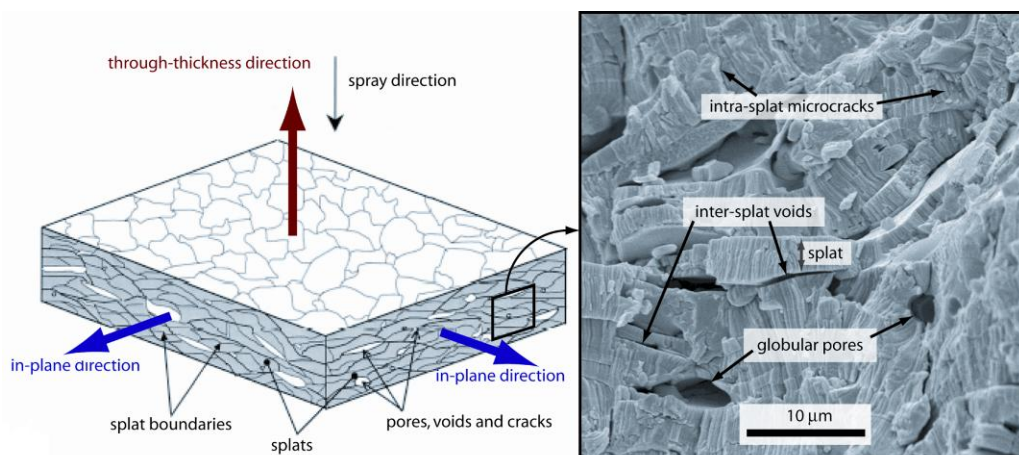 through-thickness direction
spray direction
in-plane direction
in-plane direction
splat boundaries
splats
pores, voids and cracks
intra-splat microcracks
inter-splat voids
splat
globular pores
10 μm